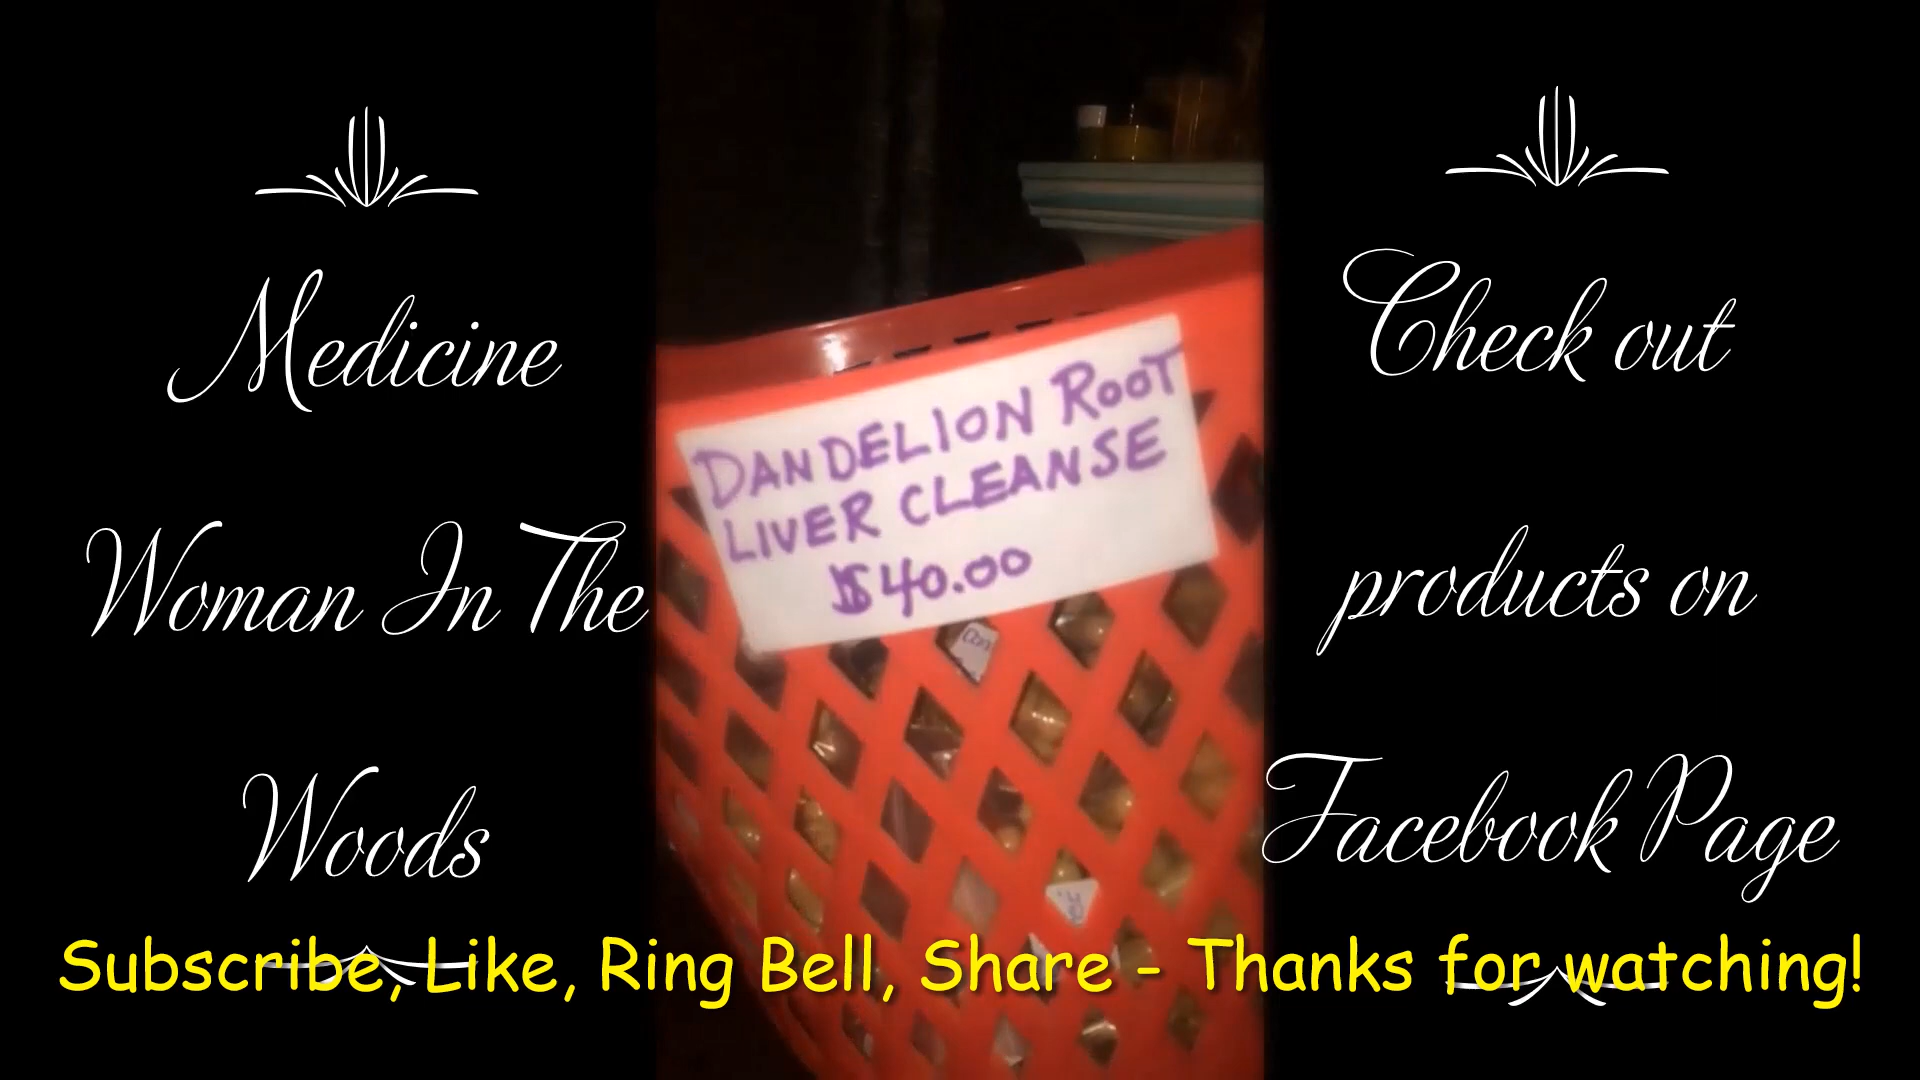 Medicine
Woman In The
Woods
DANDELION ROOT
LIVER CLEANSE
$40.00
Check out
products on
Facebook Page
Subscribe, Like, Ring Bell, Share - Thanks for watching!